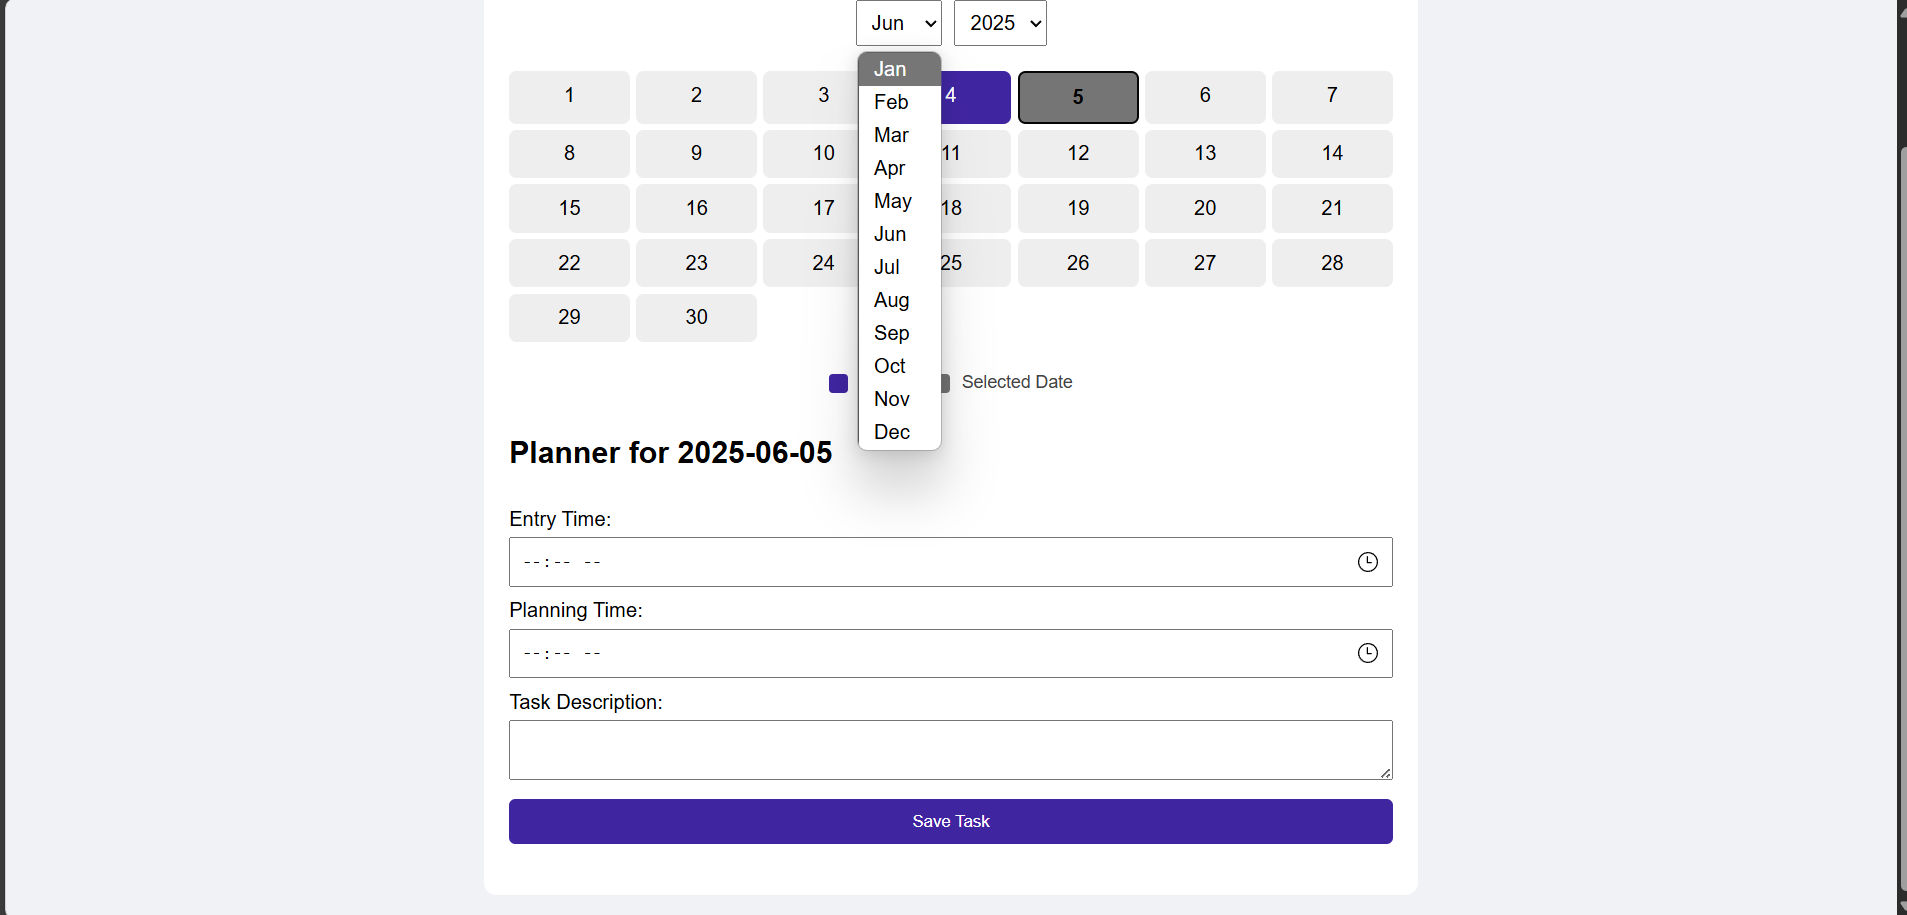 Jun 2025
Jan
Feb
Mar
Apr
May
Jun
Jul
Aug
Sep
Oct
Nov
Dec
1 2 3 4 5 6 7
8 9 10 11 12 13 14
15 16 17 18 19 20 21
22 23 24 25 26 27 28
29 30
Selected Date
Planner for 2025-06-05
Entry Time:
--:-- --
Planning Time:
--:-- --
Task Description:
Save Task